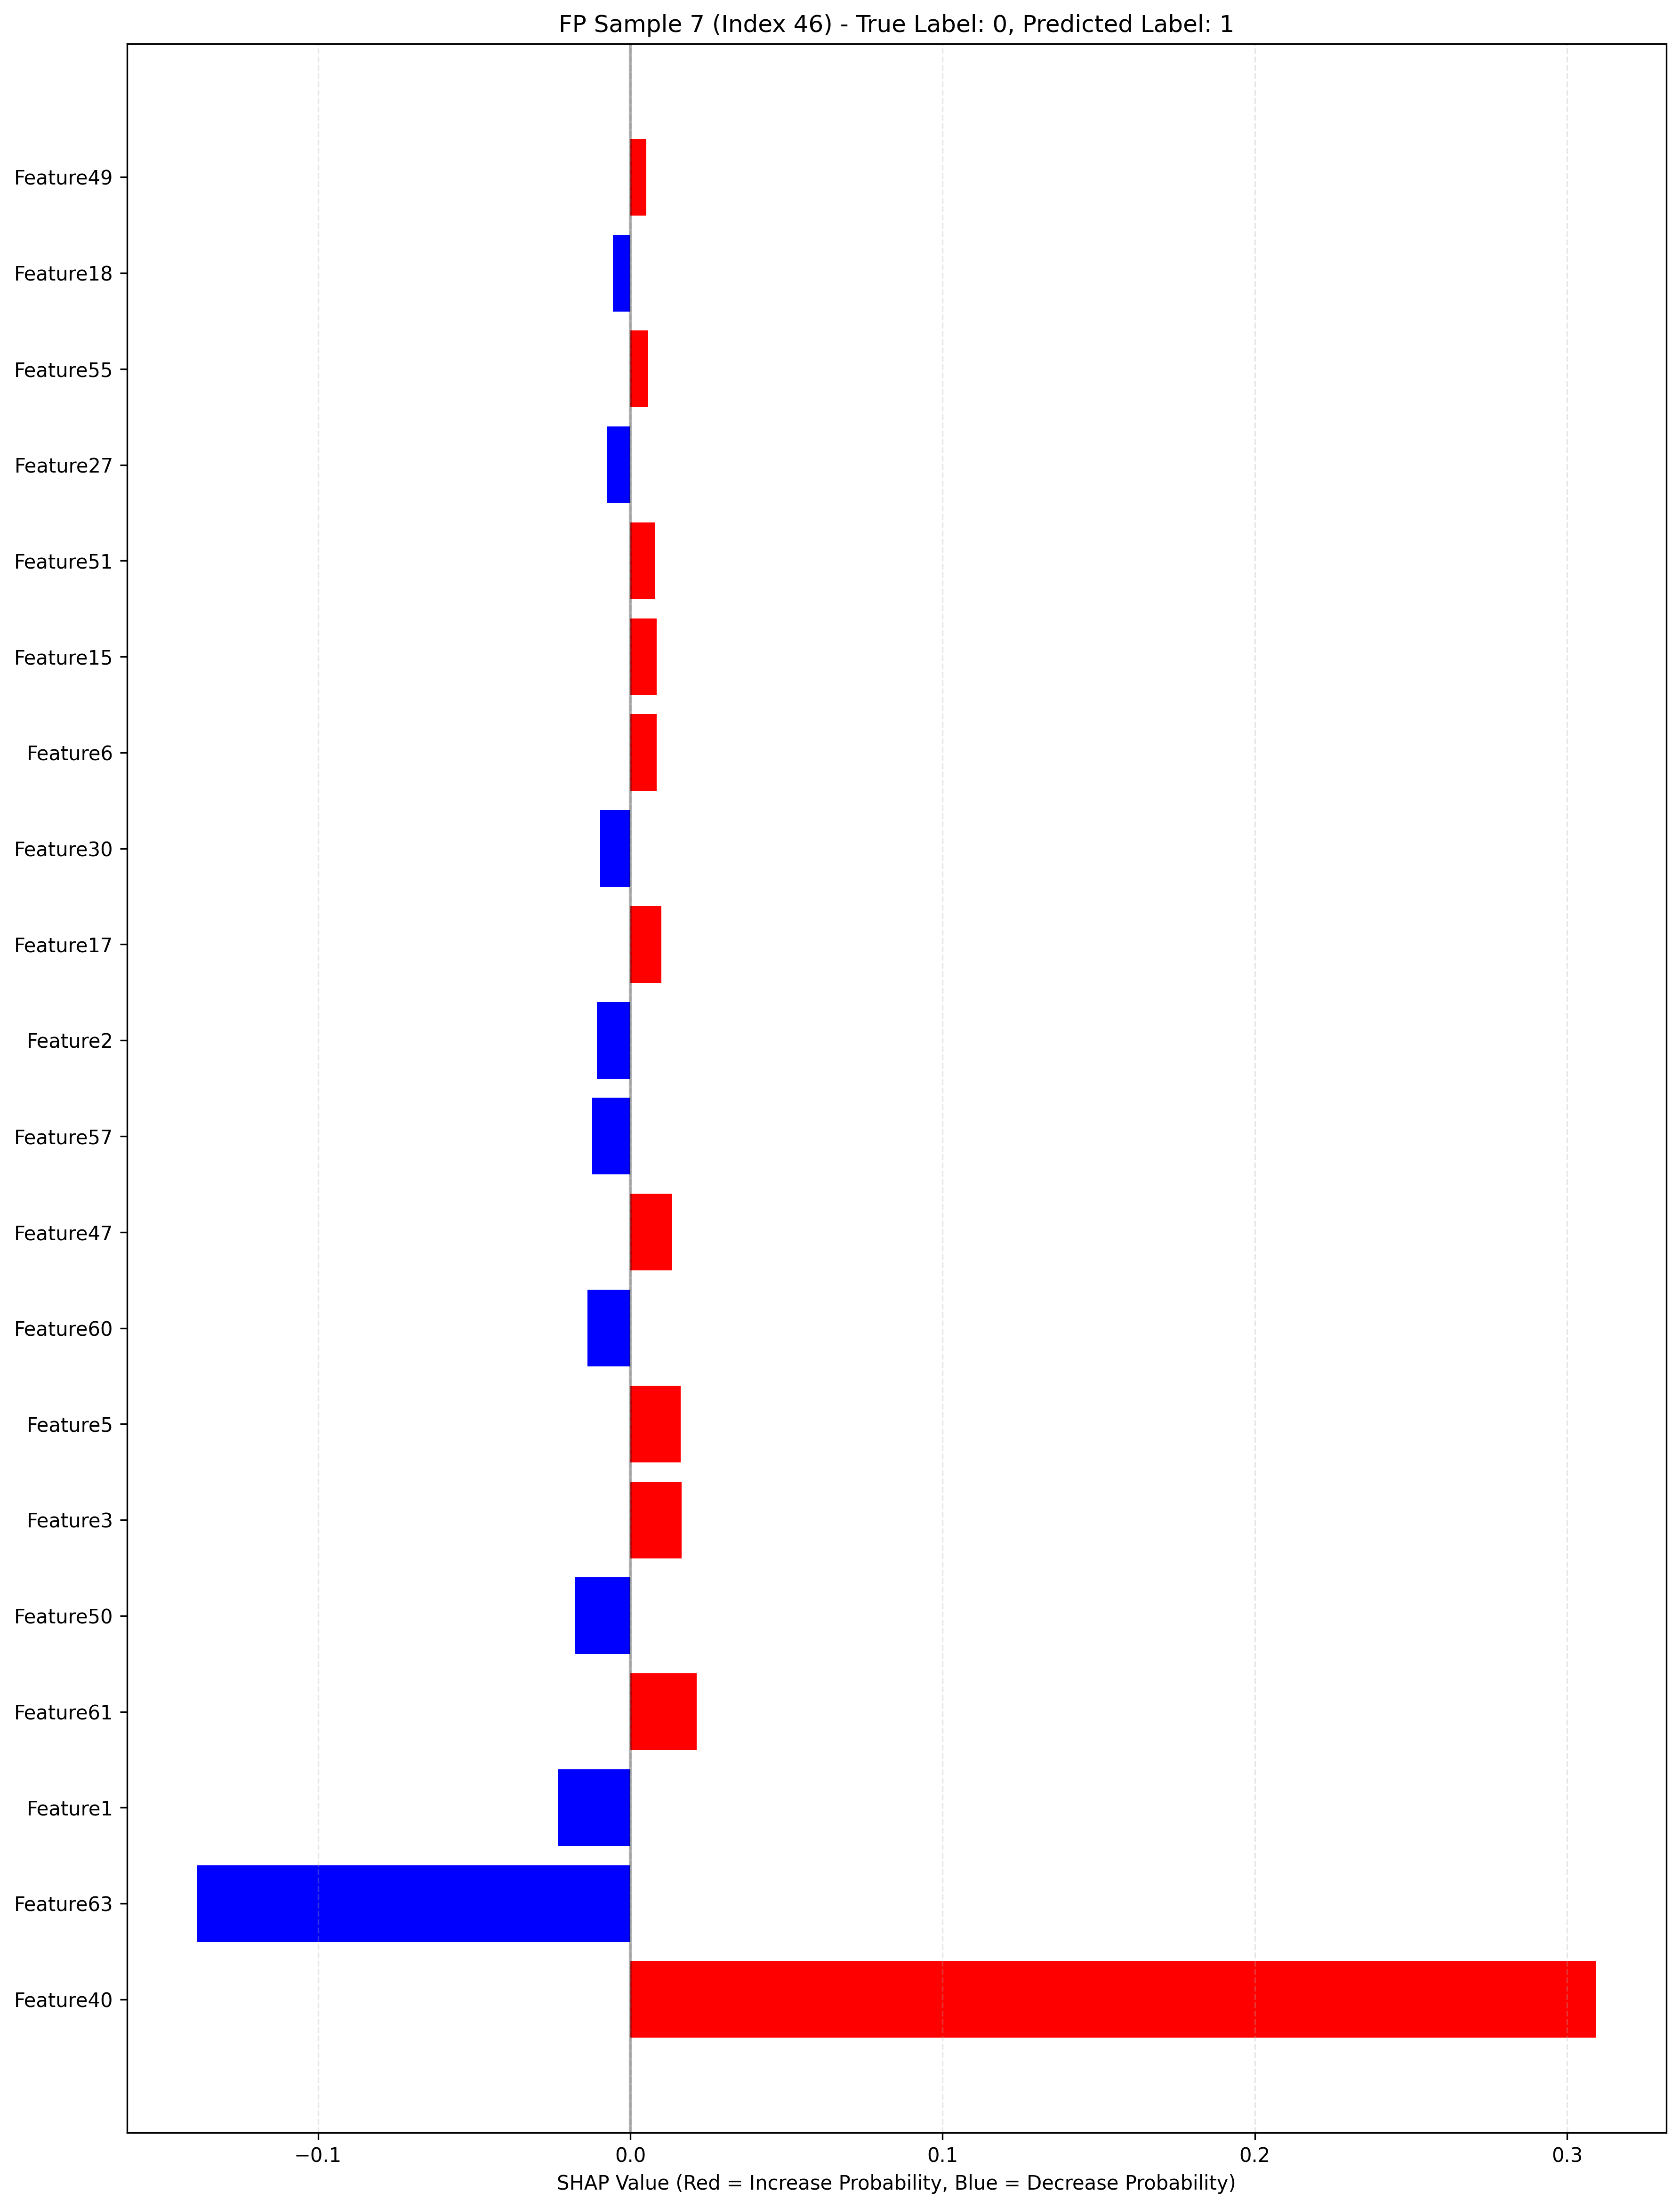 FP Sample 7 (Index 46) - True Label: 0, Predicted Label: 1
Feature49
Feature18
Feature55
Feature27
Feature51
Feature15
Feature6
Feature30
Feature17
Feature2
Feature57
Feature47
Feature60
Feature5
Feature3
Feature50
Feature61
Feature1
Feature63
Feature40
−0.1 0.0 0.1 0.2 0.3
SHAP Value (Red = Increase Probability, Blue = Decrease Probability)